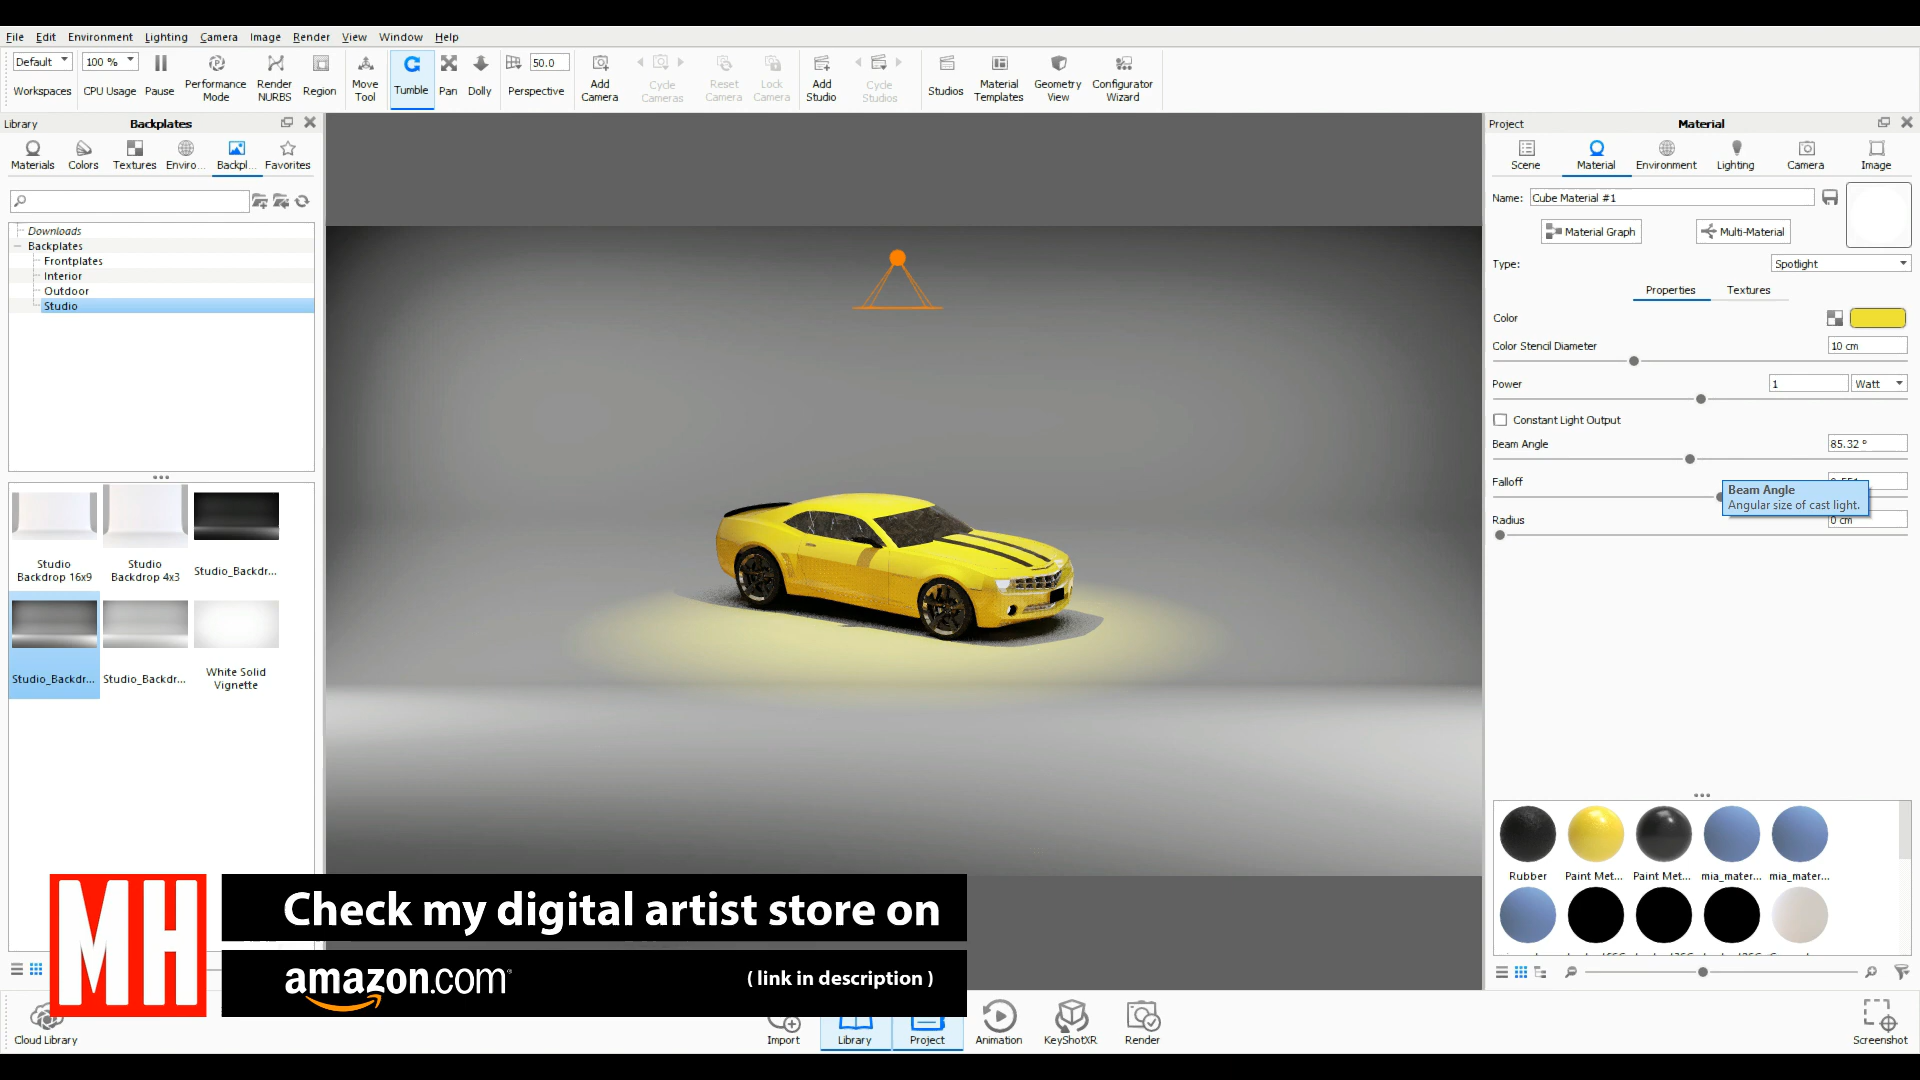 File Edit Environment Lighting Camera Image Render View Window Help
Default 100 % 50.0
Workspaces CPU Usage Pause Performance Mode Render NURBS Region Move Tool Tumble Pan Dolly Perspective Add Camera Cycle Cameras Reset Camera Lock Camera Add Studio Cycle Studios Studios Material Templates Geometry View Configurator Wizard
Library Backplates
Materials Colors Textures Enviro... Backpl... Favorites
Downloads
Backplates
Frontplates
Interior
Outdoor
Studio
Studio Backdrop 16x9
Studio Backdrop 4x3
Studio_Backdr...
Studio_Backdr...
Studio_Backdr...
White Solid Vignette
Project Material
Scene Material Environment Lighting Camera Image
Name: Cube Material #1
Material Graph Multi-Material
Type: Spotlight
Properties Textures
Color
Color Stencil Diameter 10 cm
Power 1 Watt
Constant Light Output
Beam Angle 85.32 °
Falloff
Beam Angle
Angular size of cast light.
Radius 0 cm
Rubber Paint Met... Paint Met... mia_mater... mia_mater...
MH
Check my digital artist store on
amazon.com ( link in description )
Cloud Library Import Library Project Animation KeyShotXR Render Screenshot